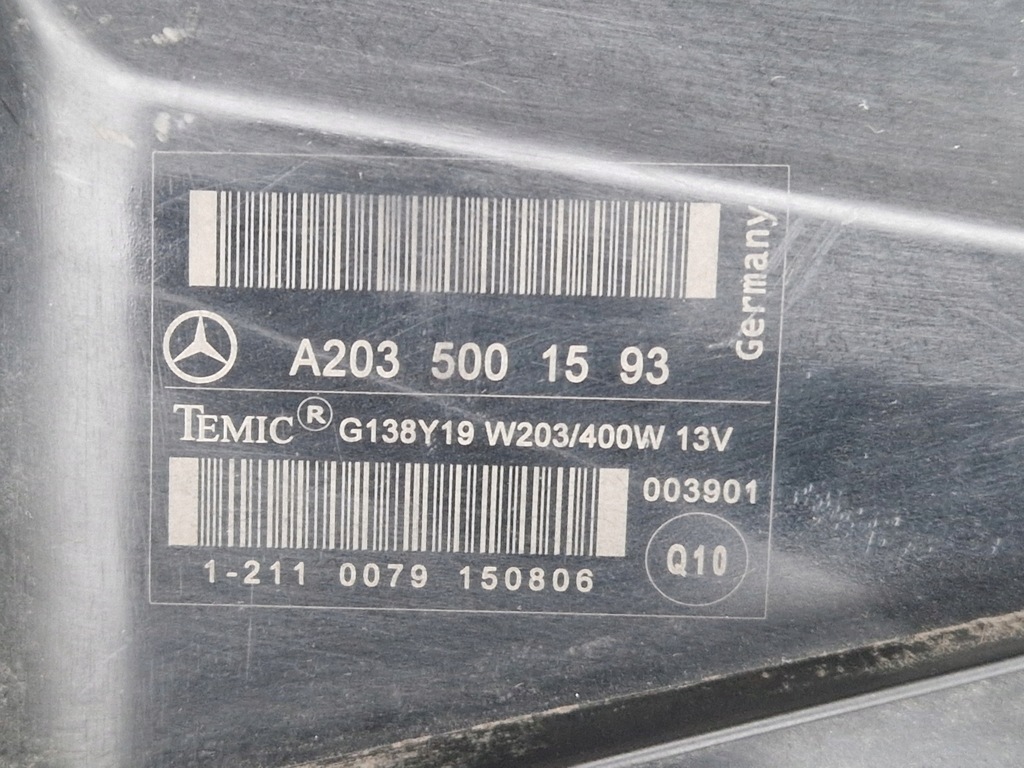 Germany
A203 500 15 93
TEMIC® G138Y19 W203/400W 13V
003901
1-211 0079 150806
Q10